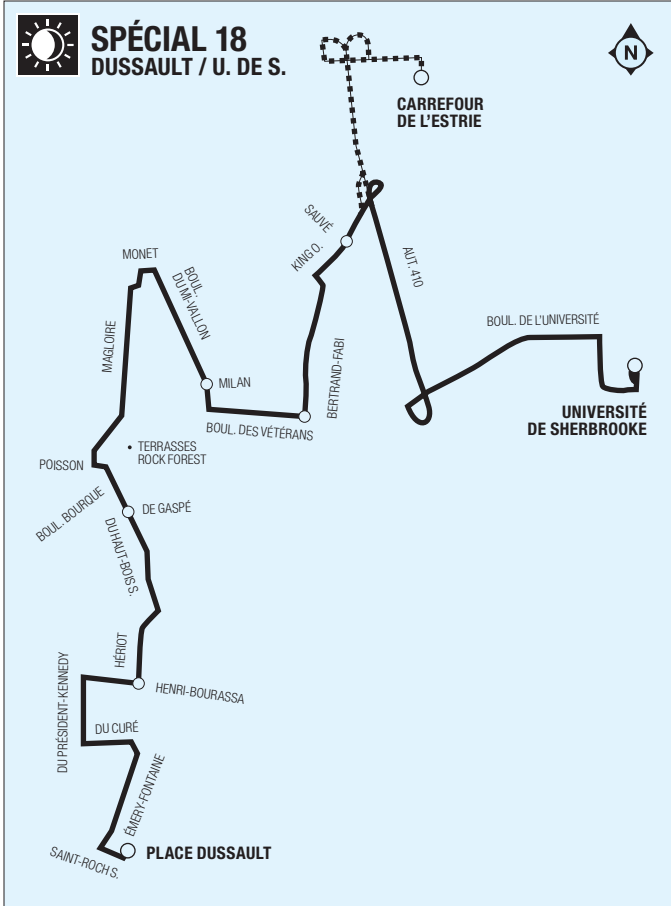 SPÉCIAL 18
DUSSAULT / U. DE S.
N
CARREFOUR
DE L'ESTRIE
SAUVÉ
KING O.
MONET
BOUL.
DU MI-VALLON
AUT. 410
BOUL. DE L'UNIVERSITÉ
MAGLOIRE
BERTRAND-FABI
MILAN
UNIVERSITÉ
DE SHERBROOKE
BOUL. DES VÉTÉRANS
• TERRASSES
ROCK FOREST
POISSON
BOUL. BOURQUE
DE GASPÉ
DU HAUT-BOIS S.
HÉRIOT
DU PRÉSIDENT-KENNEDY
HENRI-BOURASSA
DU CURÉ
ÉMERY-FONTAINE
SAINT-ROCH S.
PLACE DUSSAULT